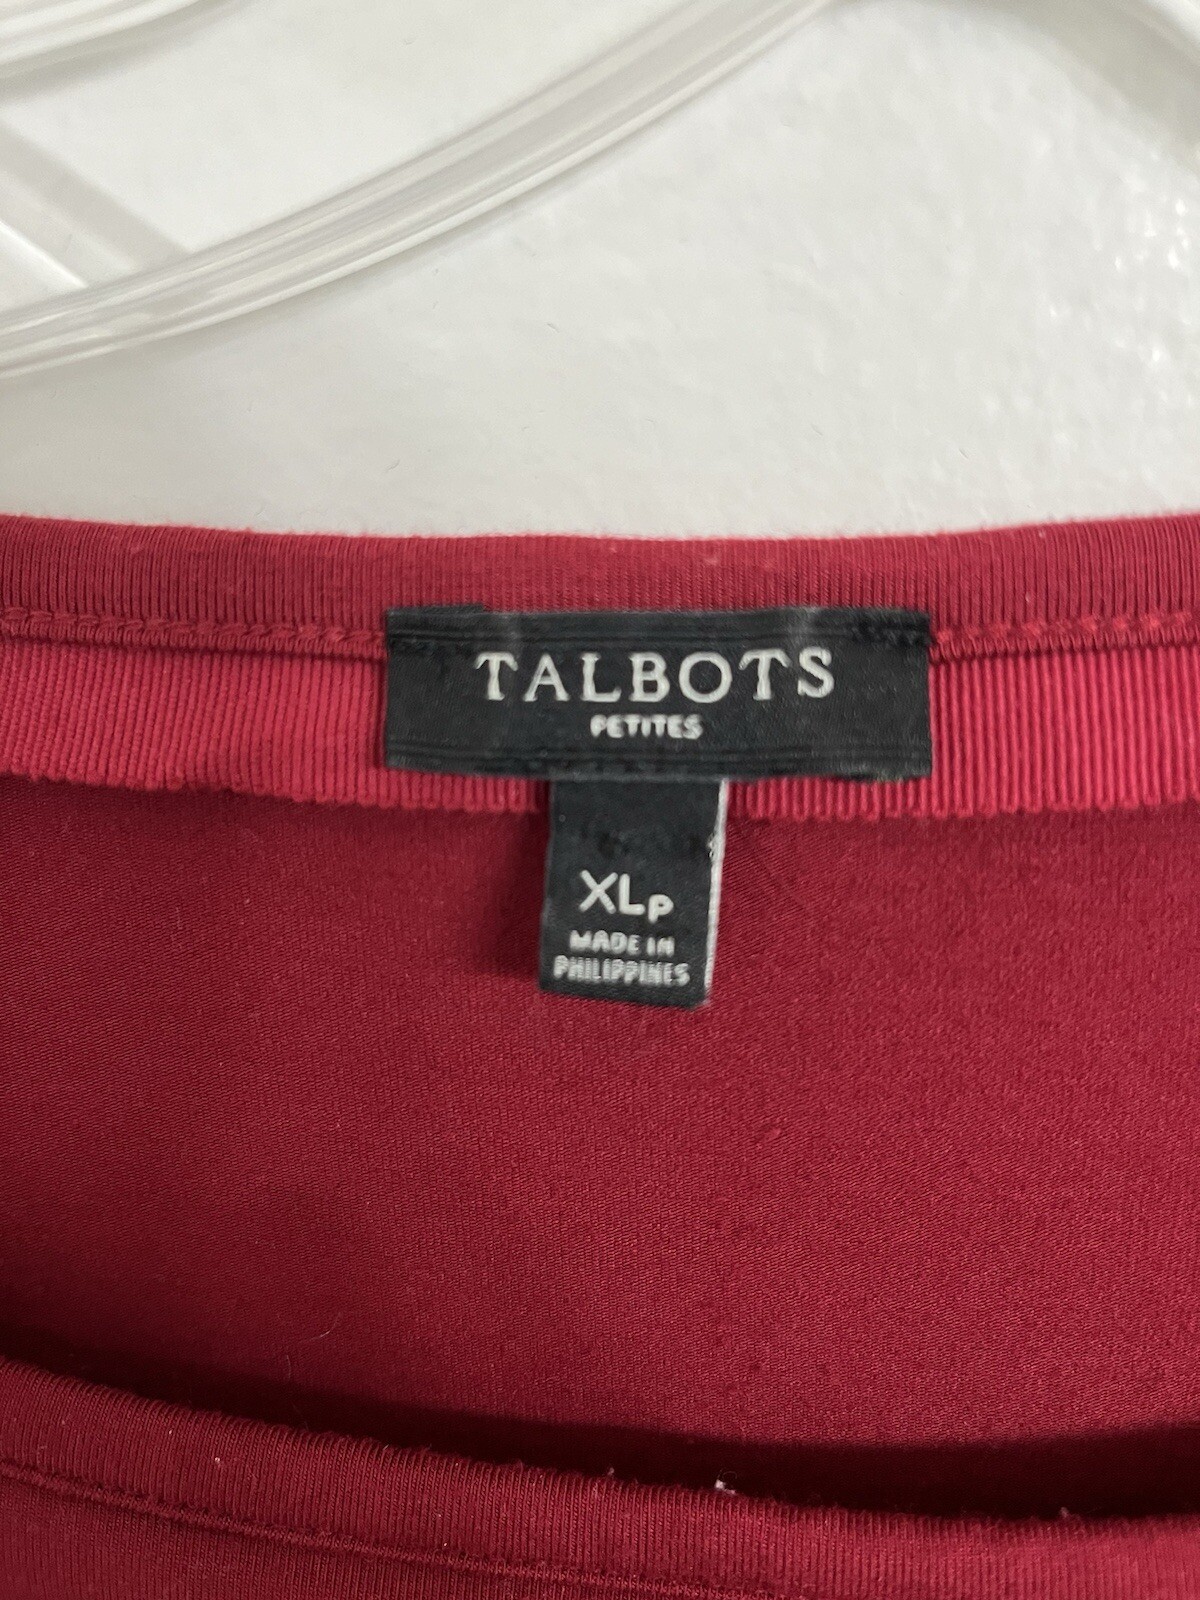 TALBOTS
PETITES
XLP
MADE IN
PHILIPPINES